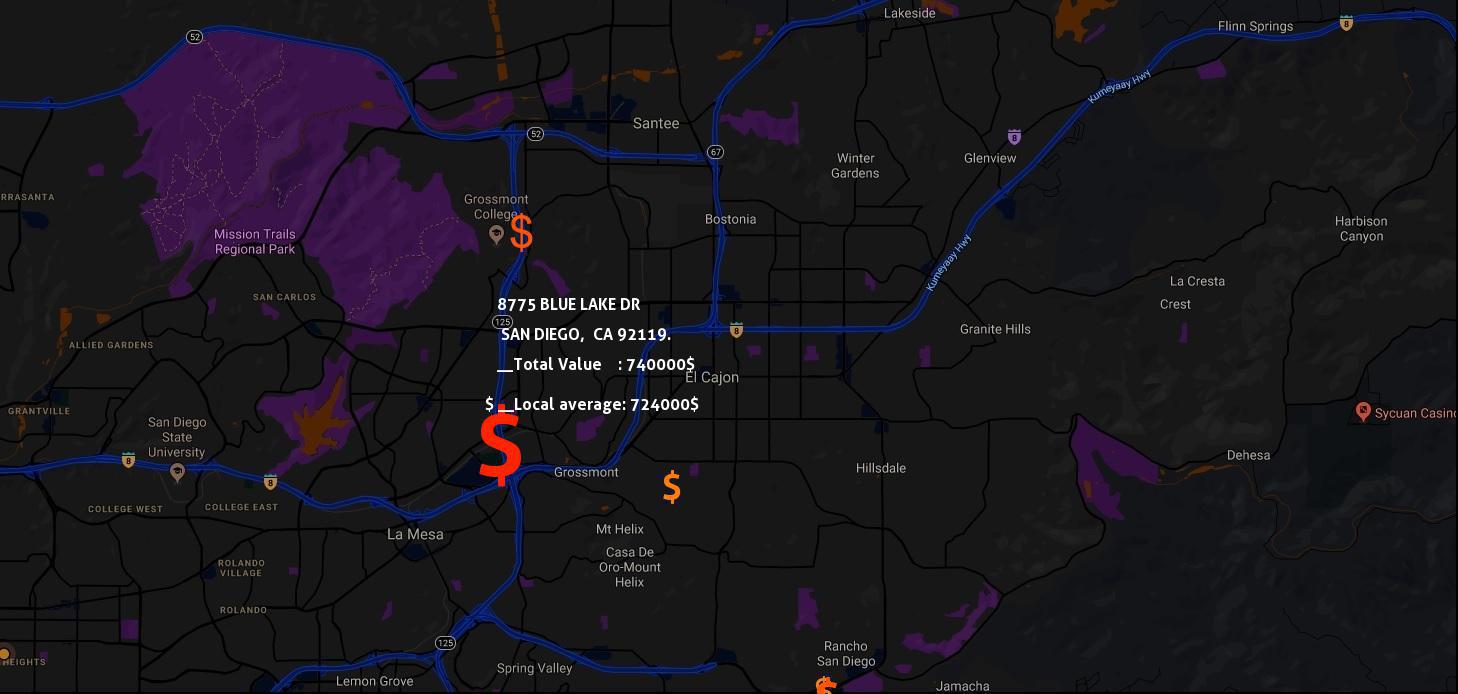 Lakeside
Flinn Springs
8
52
Kumeyaay Hwy
Santee
52
67
8
Winter
Gardens
Glenview
RRASANTA
Grossmont
College
$
Bostonia
Harbison
Canyon
Mission Trails
Regional Park
Kumeyaay Hwy
La Cresta
Crest
SAN CARLOS
8775 BLUE LAKE DR
125
SAN DIEGO, CA 92119.
8
Granite Hills
ALLIED GARDENS
__Total Value : 740000$
El Cajon
$ __Local average: 724000$
GRANTVILLE
Sycuan Casino
San Diego
State
University
$
8
8
Grossmont
$
Hillsdale
Dehesa
COLLEGE WEST
COLLEGE EAST
La Mesa
Mt Helix
Casa De
Oro-Mount
Helix
ROLANDO
VILLAGE
ROLANDO
125
HEIGHTS
Spring Valley
Rancho
San Diego
Lemon Grove
$
Jamacha